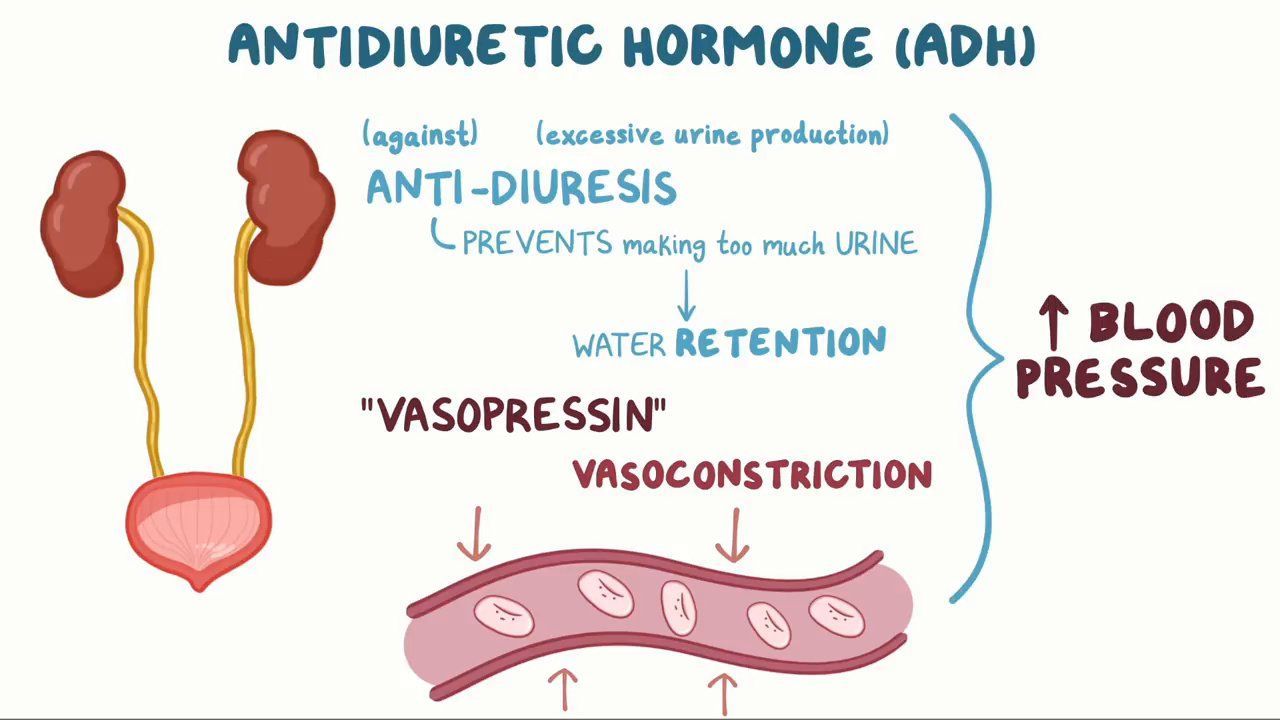 ANTIDIURETIC HORMONE (ADH)
(against) (excessive urine production)
ANTI-DIURESIS
PREVENTS making too much URINE
WATER RETENTION
"VASOPRESSIN"
VASOCONSTRICTION
↑ BLOOD
PRESSURE